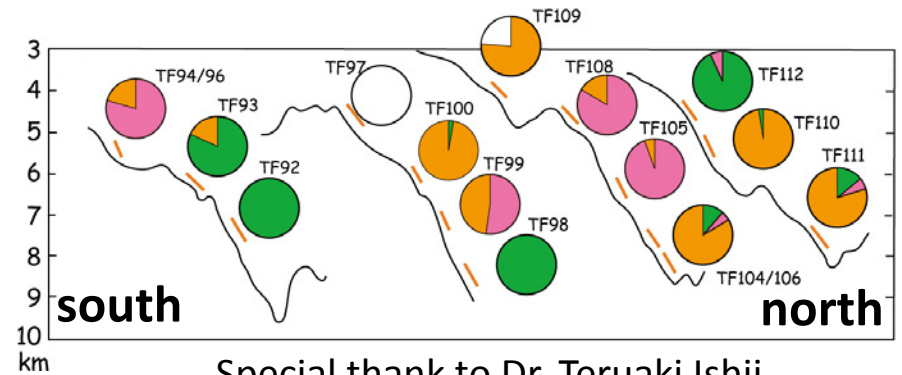 TF109
3
TF94/96
TF97
TF108
TF112
4
TF93
TF100
TF110
5
TF105
TF92
TF99
TF111
6
7
TF98
8
TF104/106
9
south
north
10
km
Special thank to Dr. Teruaki Ishii